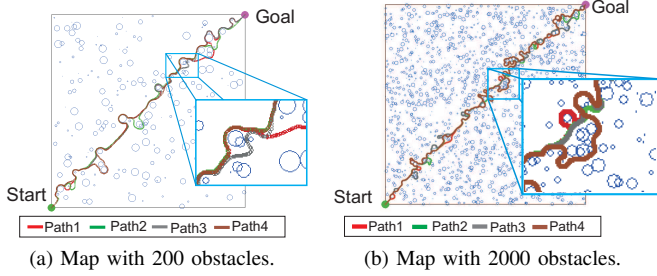 Goal
Start
Path1 Path2 Path3 Path4
(a) Map with 200 obstacles.
Goal
Start
Path1 Path2 Path3 Path4
(b) Map with 2000 obstacles.